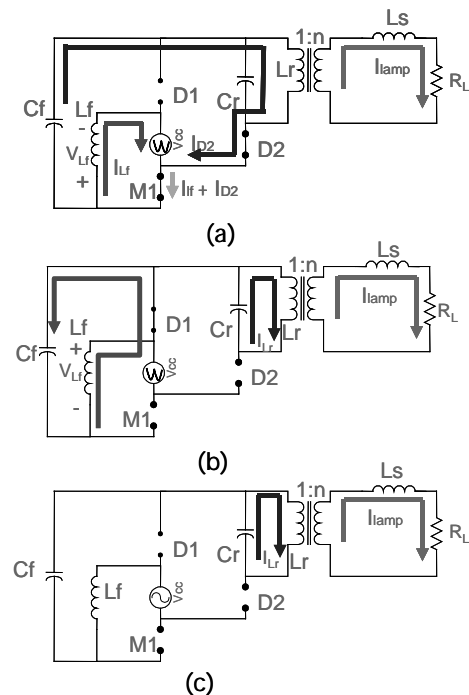 1:n
Ls
Cf
Lf
-
VLf
+
ILf
D1
W
Vcc
M1
Cr
ID2
Ilf + ID2
D2
Lr
Ilamp
RL
(a)
1:n
Ls
Cf
Lf
+
VLf
-
D1
W
Vcc
M1
Cr
ILr
Lr
D2
Ilamp
RL
(b)
1:n
Ls
Cf
Lf
D1
Vcc
M1
Cr
ILr
Lr
D2
Ilamp
RL
(c)